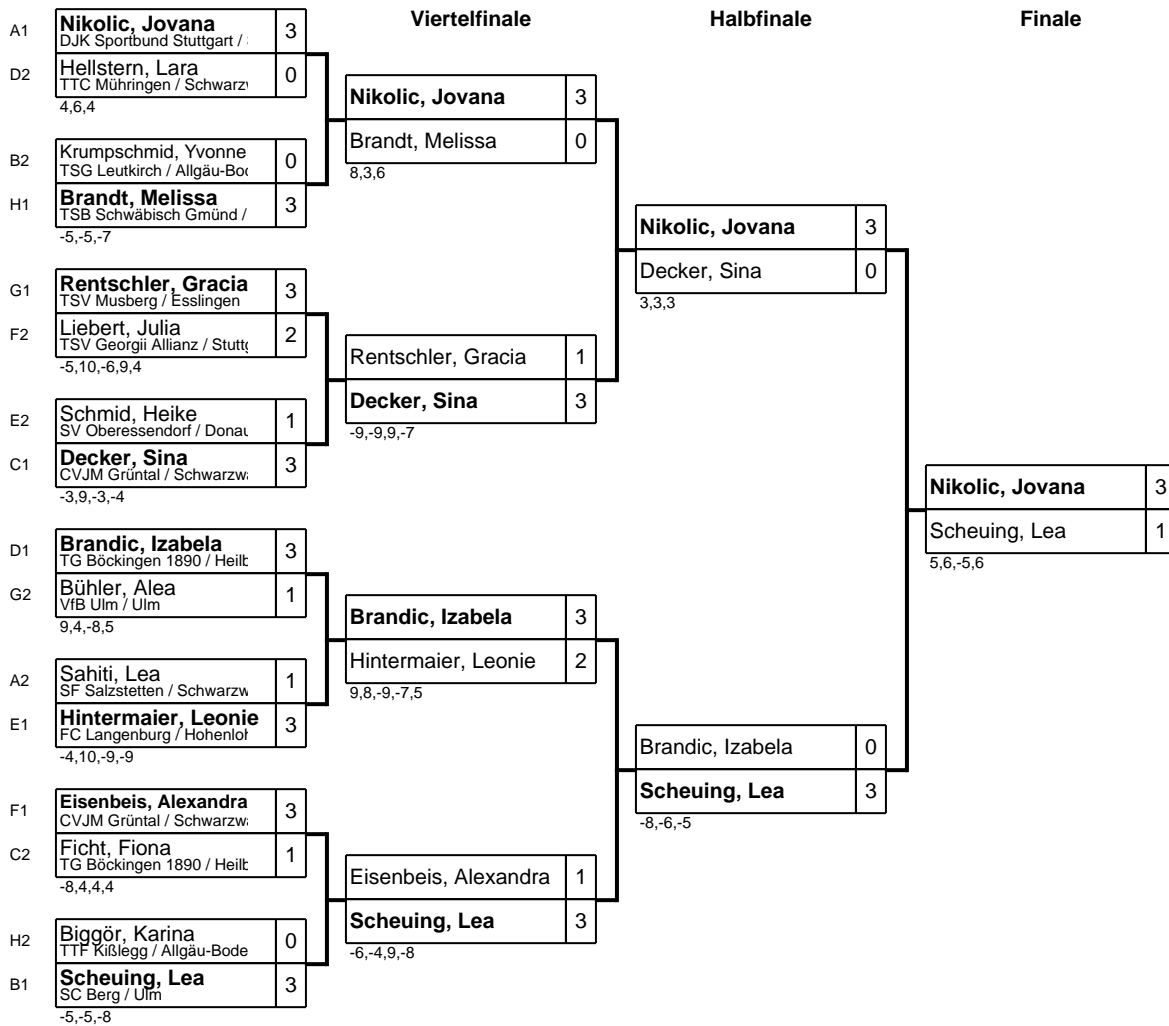 Viertelfinale
Halbfinale
Finale
A1 Nikolic, Jovana 3
DJK Sportbund Stuttgart /
D2 Hellstern, Lara 0
TTC Mühringen / Schwarzw
4,6,4
B2 Krumpschmid, Yvonne 0
TSG Leutkirch / Allgäu-Bod
H1 Brandt, Melissa 3
TSB Schwäbisch Gmünd /
-5,-5,-7
G1 Rentschler, Gracia 3
TSV Musberg / Esslingen
F2 Liebert, Julia 2
TSV Georgii Allianz / Stuttg
-5,10,-6,9,4
E2 Schmid, Heike 1
SV Oberessendorf / Donau
C1 Decker, Sina 3
CVJM Grüntal / Schwarzwa
-3,9,-3,-4
D1 Brandic, Izabela 3
TG Böckingen 1890 / Heilb
G2 Bühler, Alea 1
VfB Ulm / Ulm
9,4,-8,5
A2 Sahiti, Lea 1
SF Salzstetten / Schwarzw
E1 Hintermaier, Leonie 3
FC Langenburg / Hohenloh
-4,10,-9,-9
F1 Eisenbeis, Alexandra 3
CVJM Grüntal / Schwarzwa
C2 Ficht, Fiona 1
TG Böckingen 1890 / Heilb
-8,4,4,4
H2 Biggör, Karina 0
TTF Kißlegg / Allgäu-Bode
B1 Scheuing, Lea 3
SC Berg / Ulm
-5,-5,-8
Nikolic, Jovana 3
Brandt, Melissa 0
8,3,6
Rentschler, Gracia 1
Decker, Sina 3
-9,-9,9,-7
Brandic, Izabela 3
Hintermaier, Leonie 2
9,8,-9,-7,5
Eisenbeis, Alexandra 1
Scheuing, Lea 3
-6,-4,9,-8
Nikolic, Jovana 3
Decker, Sina 0
3,3,3
Brandic, Izabela 0
Scheuing, Lea 3
-8,-6,-5
Nikolic, Jovana 3
Scheuing, Lea 1
5,6,-5,6